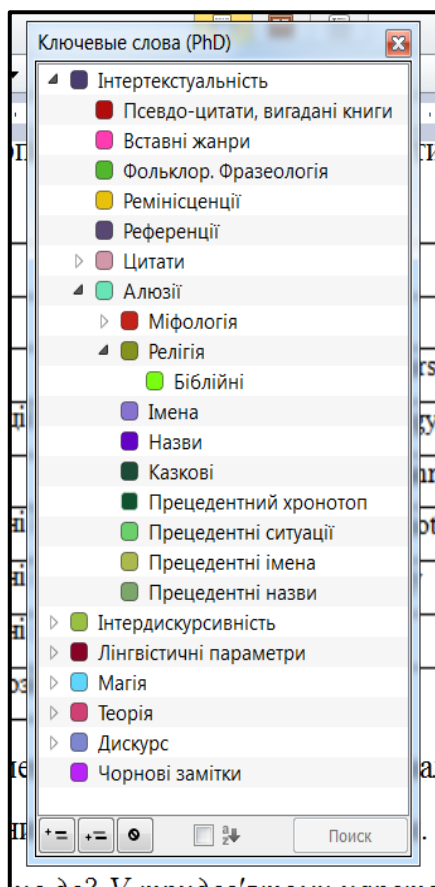 Ключевые слова (PhD)
Інтертекстуальність
Псевдо-цитати, вигадані книги
Вставні жанри
Фольклор. Фразеологія
Ремінісценції
Референції
Цитати
Алюзії
Міфологія
Релігія
Біблійні
Імена
Назви
Казкові
Прецедентний хронотоп
Прецедентні ситуації
Прецедентні імена
Прецедентні назви
Інтердискурсивність
Лінгвістичні параметри
Магія
Теорія
Дискурс
Чорнові замітки
Поиск